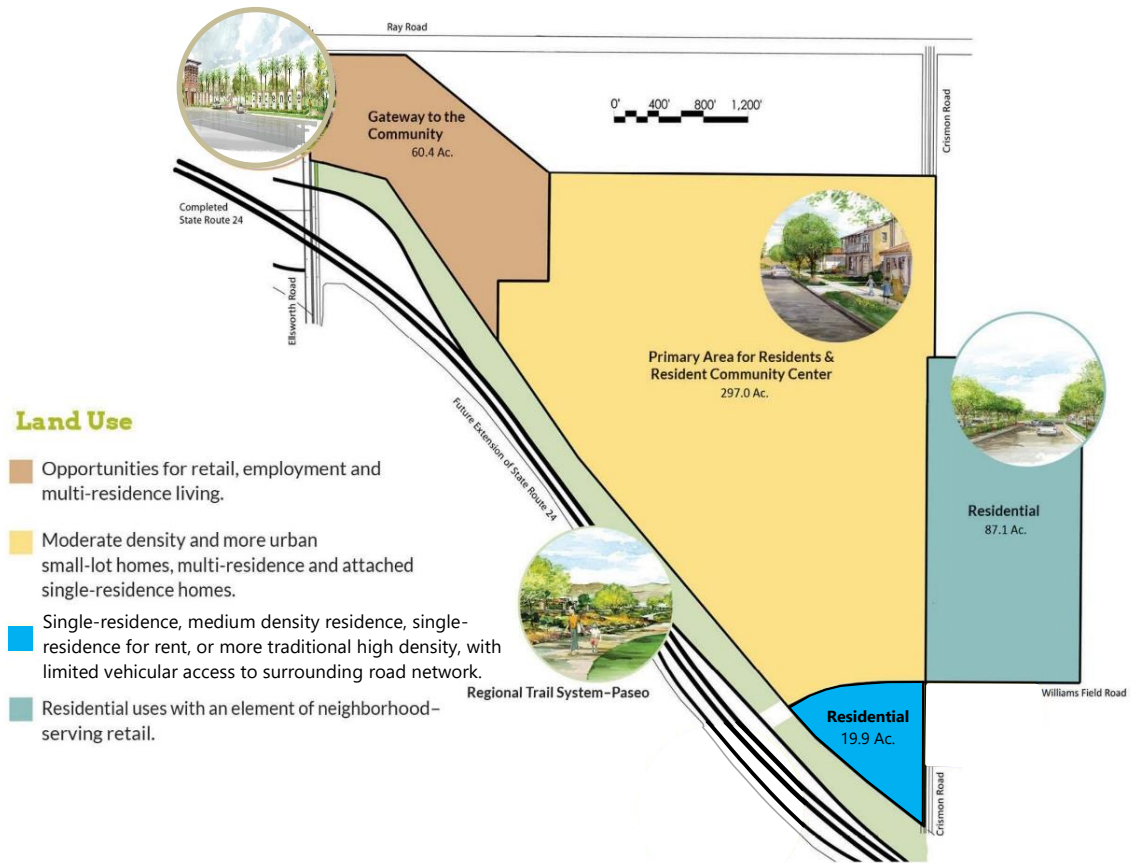 Ray Road
0' 400' 800' 1,200'
Crismon Road
Gateway to the
Community
60.4 Ac.
Completed
State Route 24
Ellsworth Road
Primary Area for Residents &
Resident Community Center
297.0 Ac.
Future Extension of State Route 24
Residential
87.1 Ac.
Land Use
Opportunities for retail, employment and
multi-residence living.
Moderate density and more urban
small-lot homes, multi-residence and attached
single-residence homes.
Single-residence, medium density residence, single-
residence for rent, or more traditional high density, with
limited vehicular access to surrounding road network.
Residential uses with an element of neighborhood–
serving retail.
Regional Trail System–Paseo
Williams Field Road
Residential
19.9 Ac.
Crismon Road